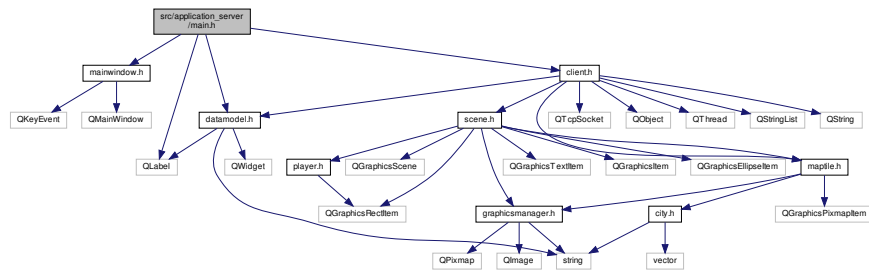 src/application_server
/main.h
mainwindow.h
client.h
QKeyEvent
QMainWindow
datamodel.h
scene.h
QTcpSocket
QObject
QThread
QStringList
QString
QLabel
QWidget
player.h
QGraphicsScene
QGraphicsTextItem
QGraphicsItem
QGraphicsEllipseItem
maptile.h
QGraphicsRectItem
graphicsmanager.h
city.h
QGraphicsPixmapItem
QPixmap
QImage
string
vector